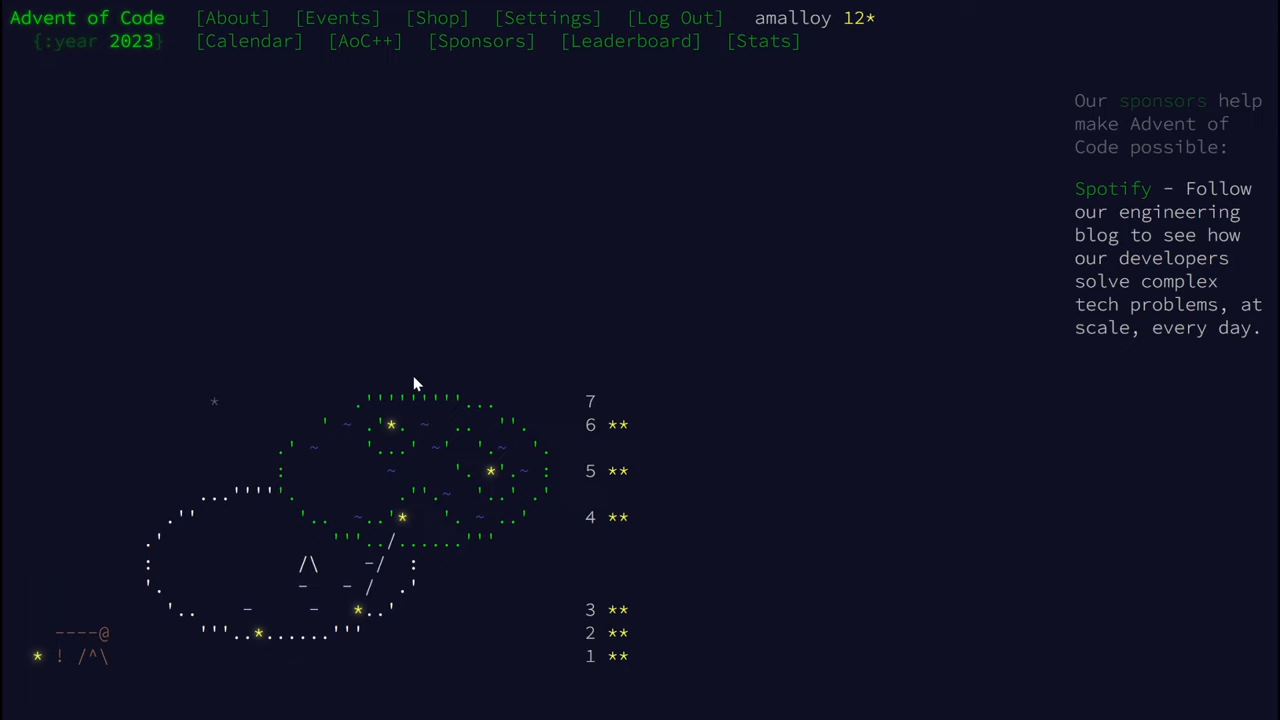 Advent of Code [About] [Events] [Shop] [Settings] [Log Out] amalloy 12*
{:year 2023} [Calendar] [AoC++] [Sponsors] [Leaderboard] [Stats]
Our sponsors help
make Advent of
Code possible:
Spotify - Follow
our engineering
blog to see how
our developers
solve complex
tech problems, at
scale, every day.
7
6 **
5 **
4 **
3 **
2 **
1 **